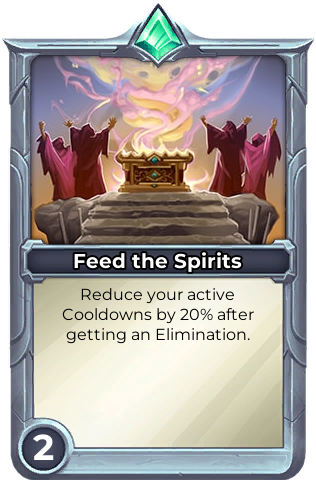 Feed the Spirits
Reduce your active
Cooldowns by 20% after
getting an Elimination.
2